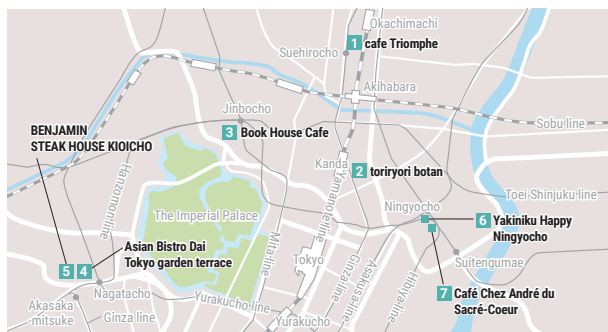 Okachimachi
1 cafe Triomphe
Suehirocho
Akihabara
Jinbocho
Sobu line
BENJAMIN
STEAK HOUSE KIOICHO
3 Book House Cafe
Kanda
2 toriryori botan
Hanzomon line
Yamanote line
Toei-Shinjuku line
The Imperial Palace
Ningyocho
6 Yakiniku Happy
Ningyocho
Asian Bistro Dai
Tokyo garden terrace
Mita line
Tokyo
Ginza line
Asakusa line
Hibiya line
Suitengumae
5 4
Nagatacho
Yurakucho line
7 Café Chez André du
Sacré-Coeur
Akasaka
mitsuke
Ginza line
Yurakucho